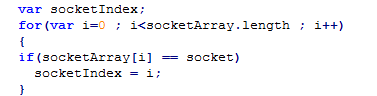 var socketIndex;
for(var i=0 ; i<socketArray.length ; i++)
{
if(socketArray[i] == socket)
socketIndex = i;
}